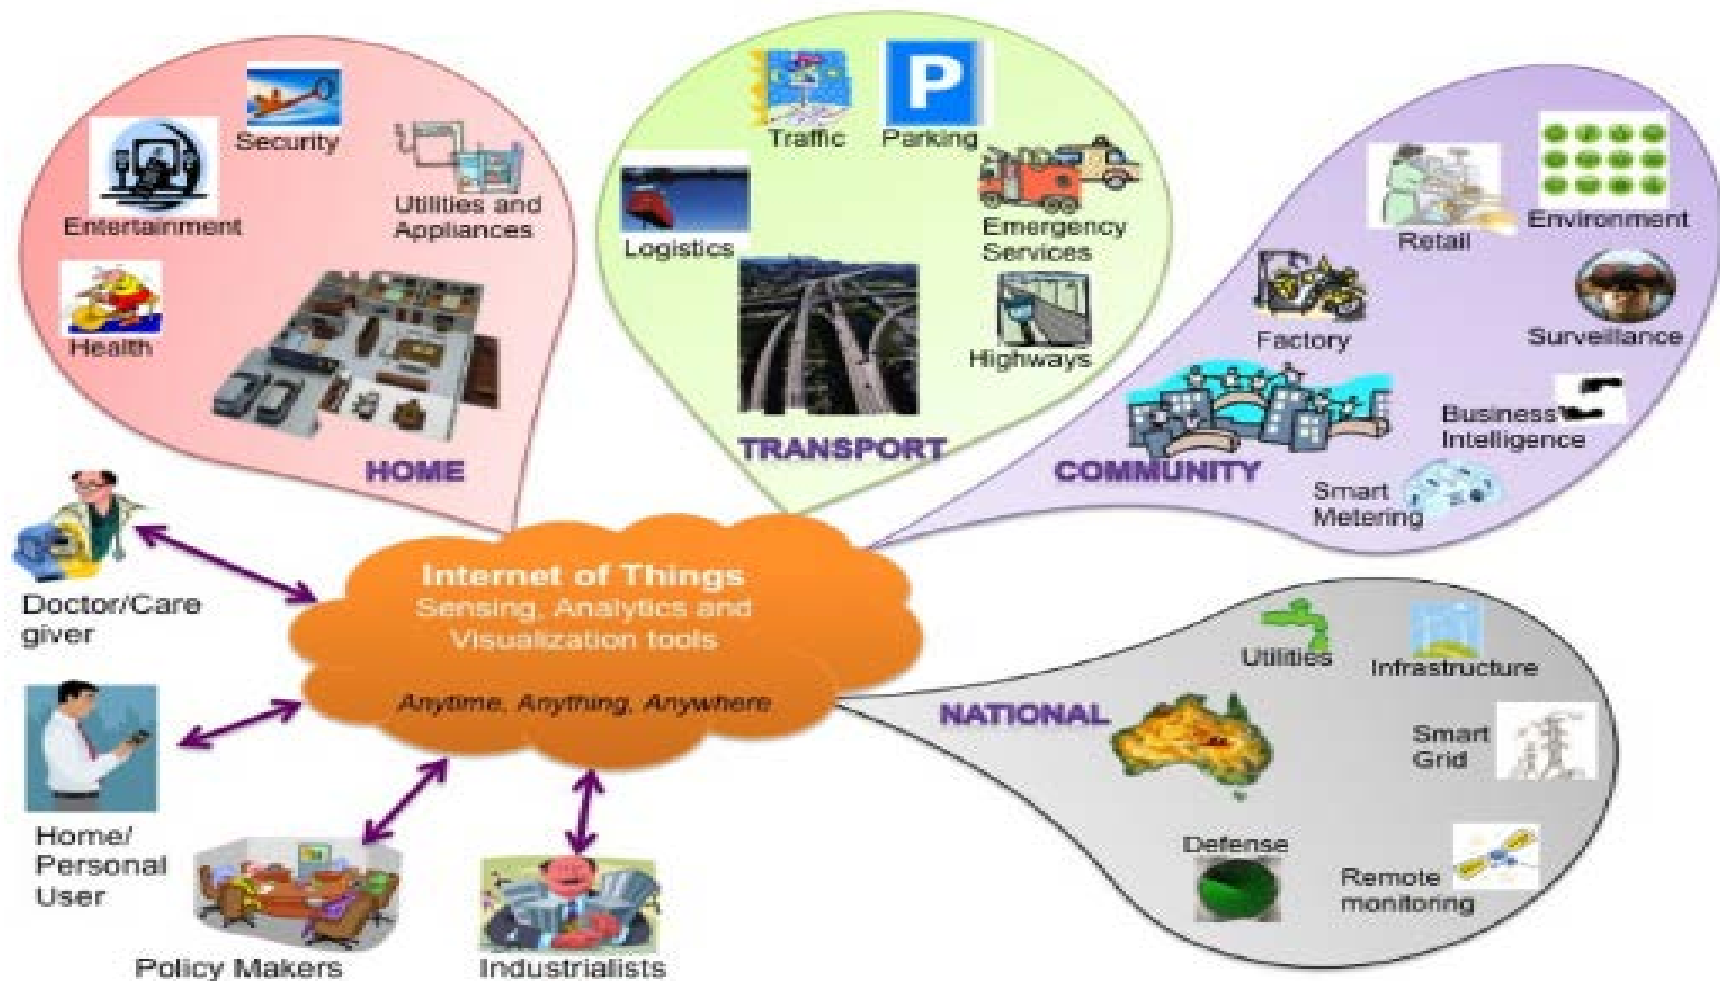 Security
Entertainment
Utilities and
Appliances
Health
HOME
Traffic
P
Parking
Logistics
Emergency
Services
Highways
TRANSPORT
Retail
Environment
Factory
Surveillance
Business
Intelligence
COMMUNITY
Smart
Metering
Internet of Things
Sensing, Analytics and
Visualization tools
Anytime, Anything, Anywhere
Doctor/Care
giver
Home/
Personal
User
Policy Makers
Industrialists
NATIONAL
Utilities
Infrastructure
Smart
Grid
Defense
Remote
monitoring